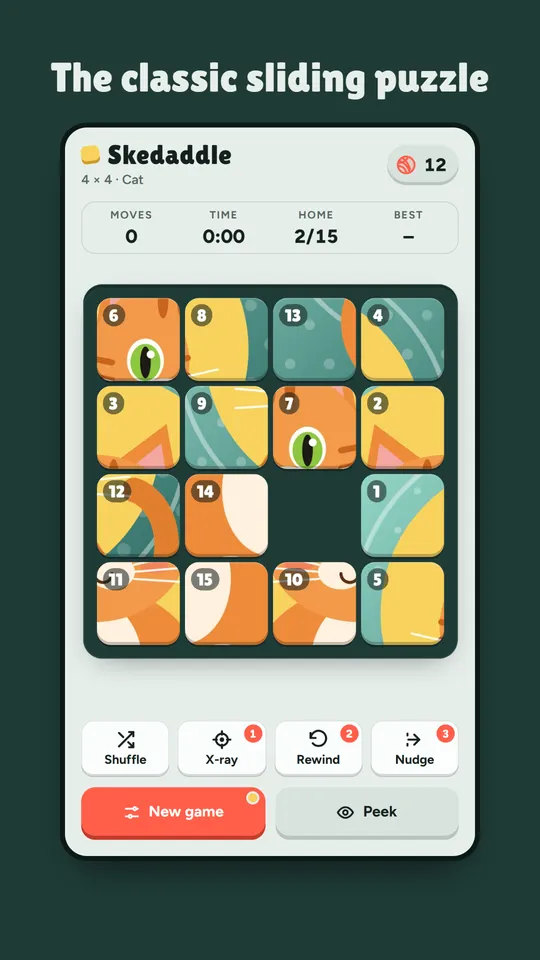 The classic sliding puzzle
Skedaddle
4 × 4 · Cat
12
MOVES TIME HOME BEST
0 0:00 2/15 –
6 8 13 4
3 9 7 2
12 14 1
11 15 10 5
1 2 3
Shuffle X-ray Rewind Nudge
New game Peek